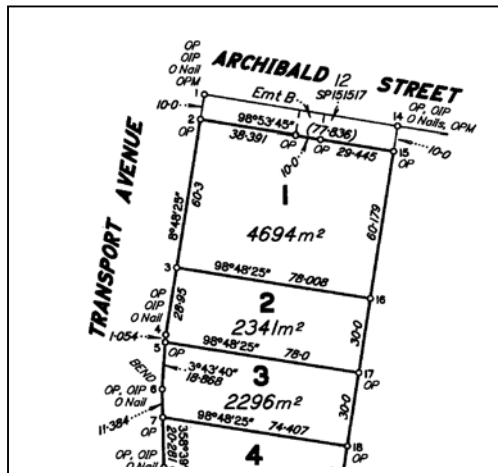 OP
OIP
O Nail
OPM
1
ARCHIBALD STREET
12
SP151517
Emt B
OP, OIP
O Nails, OPM
14
10·0
10·0
2
OP
98°53'45"
(77·836)
38·391
OP
OP
10·0
29·445
15
OP
TRANSPORT AVENUE
8°48'25"
60·3
1
4694m²
60·179
3
98°48'25"
78·008
16
OP
OIP
O Nail
28·95
2
2341m²
30·0
4
1·054
5
OP
98°48'25"
78·0
17
OP
BEND
3°43'40"
18·868
3
2296m²
30·0
OP, OIP
O Nail
6
7
11·384
OP
98°48'25"
74·407
18
OP
20·281
4
OP, OIP
O Nail